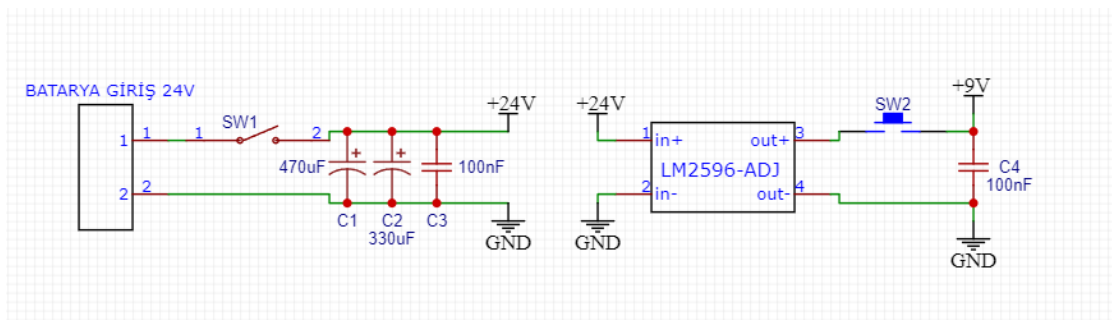 BATARYA GİRİŞ 24V
1
2
1
2
1
SW1
2
470uF
C1
C2
330uF
C3
100nF
+24V
GND
+24V
GND
1
2
in+
in-
LM2596-ADJ
out+
out-
3
4
SW2
+9V
C4
100nF
GND